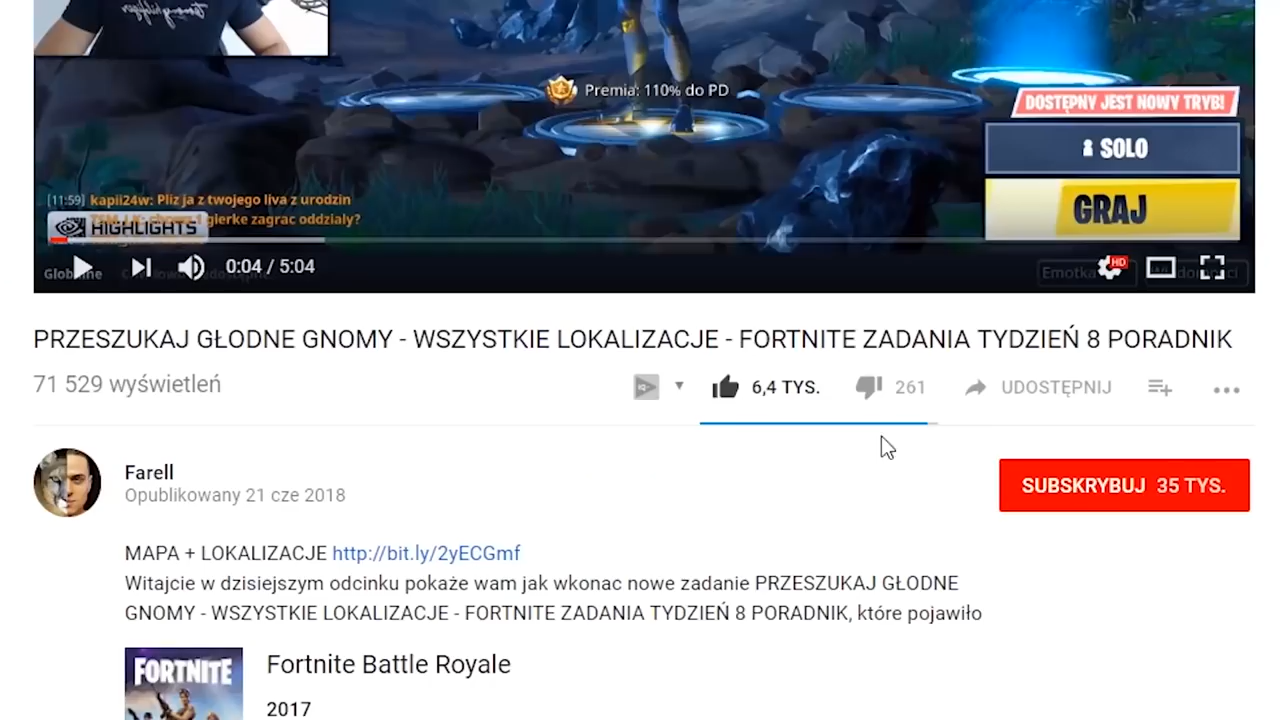 Premia: 110% do PD
DOSTĘPNY JEST NOWY TRYB!
SOLO
GRAJ
[11:59] kapii24w: Pliz ja z twojego liva z urodzin
gierke zagrac oddzialy?
HIGHLIGHTS
0:04 / 5:04
HD
Emotka
PRZESZUKAJ GŁODNE GNOMY - WSZYSTKIE LOKALIZACJE - FORTNITE ZADANIA TYDZIEŃ 8 PORADNIK
71 529 wyświetleń
6,4 TYS.
261
UDOSTĘPNIJ
Farell
Opublikowany 21 cze 2018
SUBSKRYBUJ 35 TYS.
MAPA + LOKALIZACJE http://bit.ly/2yECGmf
Witajcie w dzisiejszym odcinku pokaże wam jak wkonac nowe zadanie PRZESZUKAJ GŁODNE
GNOMY - WSZYSTKIE LOKALIZACJE - FORTNITE ZADANIA TYDZIEŃ 8 PORADNIK, które pojawiło
FORTNITE
Fortnite Battle Royale
2017